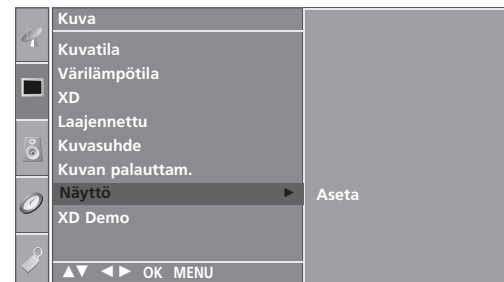 Kuva
Kuvatila
Värilämpötila
XD
Laajennettu
Kuvasuhde
Kuvan palauttam.
Näyttö ► Aseta
XD Demo
▲▼ ◄► OK MENU